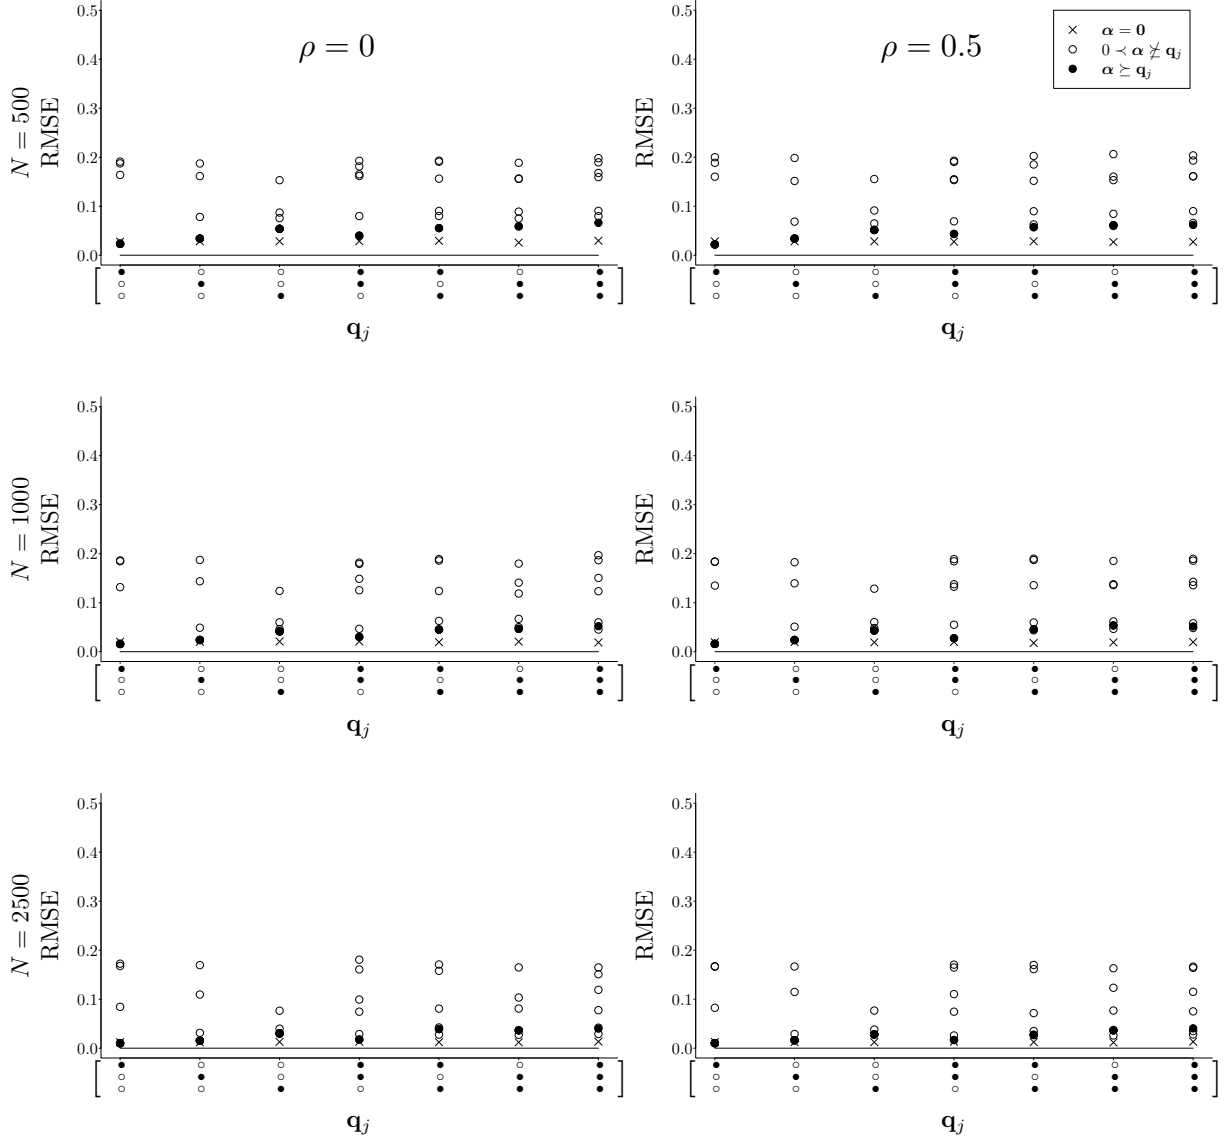 ρ = 0
N = 500
RMSE
0.5
0.4
0.3
0.2
0.1
0.0
q_j
ρ = 0.5
RMSE
0.5
0.4
0.3
0.2
0.1
0.0
α = 0
0 ≺ α ⋡ q_j
α ⪰ q_j
q_j
N = 1000
RMSE
0.5
0.4
0.3
0.2
0.1
0.0
q_j
RMSE
0.5
0.4
0.3
0.2
0.1
0.0
q_j
N = 2500
RMSE
0.5
0.4
0.3
0.2
0.1
0.0
q_j
RMSE
0.5
0.4
0.3
0.2
0.1
0.0
q_j